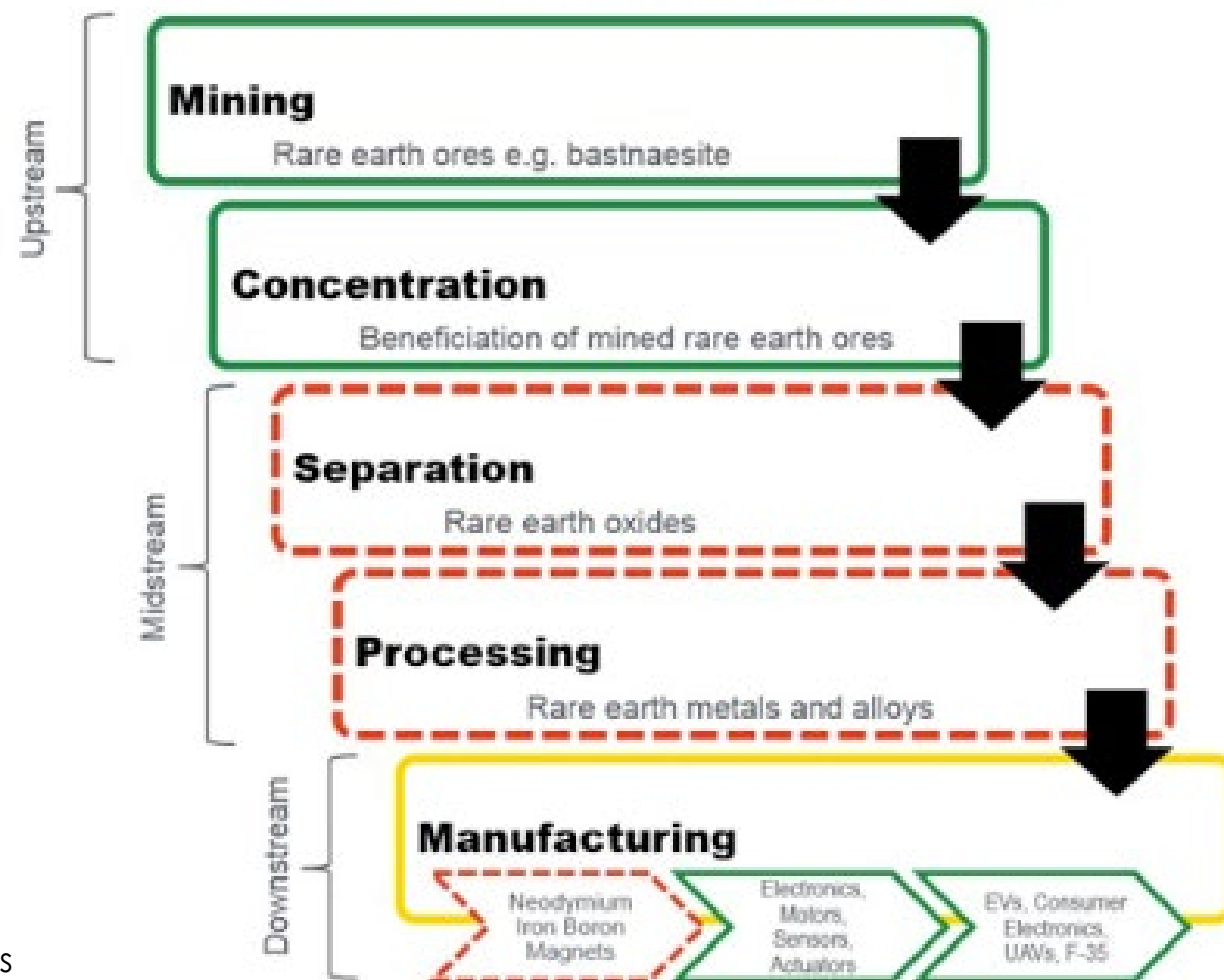 Upstream
Mining
Rare earth ores e.g. bastnaesite
Concentration
Beneficiation of mined rare earth ores
Midstream
Separation
Rare earth oxides
Processing
Rare earth metals and alloys
Downstream
Manufacturing
Neodymium
Iron Boron
Magnets
Electronics,
Motors,
Sensors,
Actuators
EVs, Consumer
Electronics,
UAVs, F-35
s